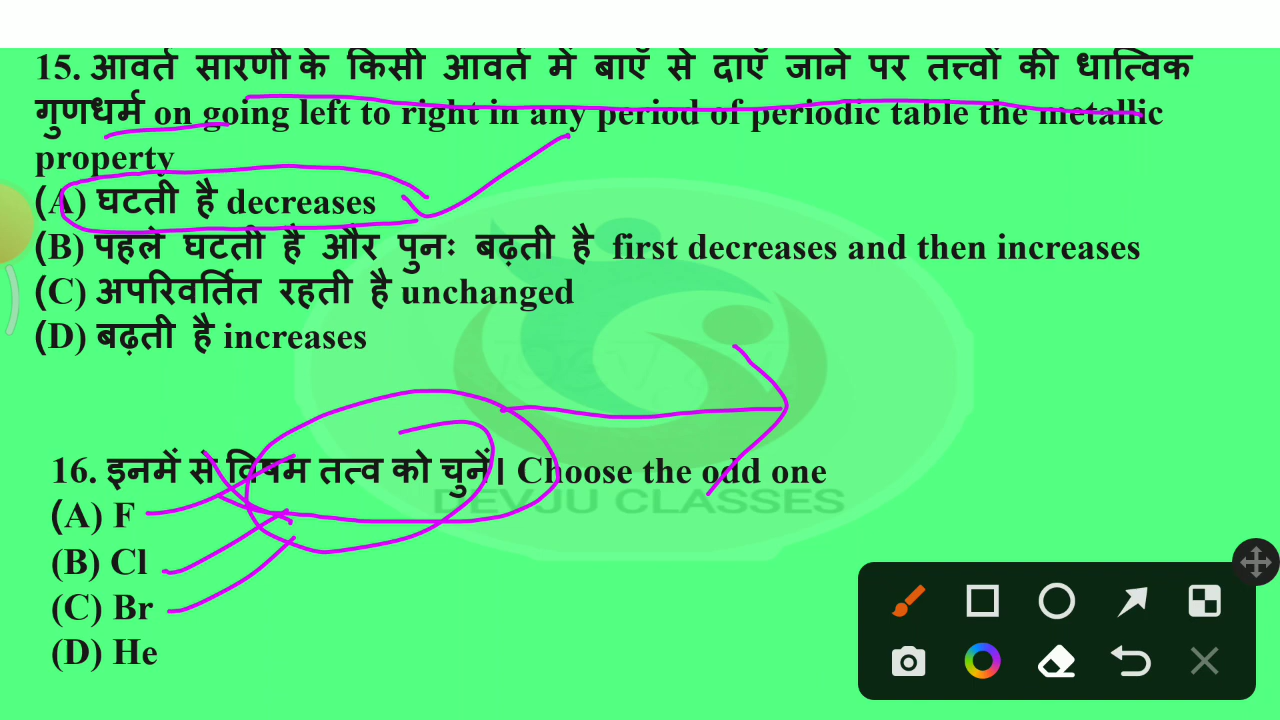 15. आवर्त सारणी के किसी आवर्त में बाएँ से दाएँ जाने पर तत्त्वों की धात्विक
गुणधर्म on going left to right in any period of periodic table the metallic
property
(A) घटती है decreases
(B) पहले घटती है और पुनः बढ़ती है first decreases and then increases
(C) अपरिवर्तित रहती है unchanged
(D) बढ़ती है increases
16. इनमें से विषम तत्व को चुनें। Choose the odd one
DEVJU CLASSES
(A) F
(B) Cl
(C) Br
(D) He